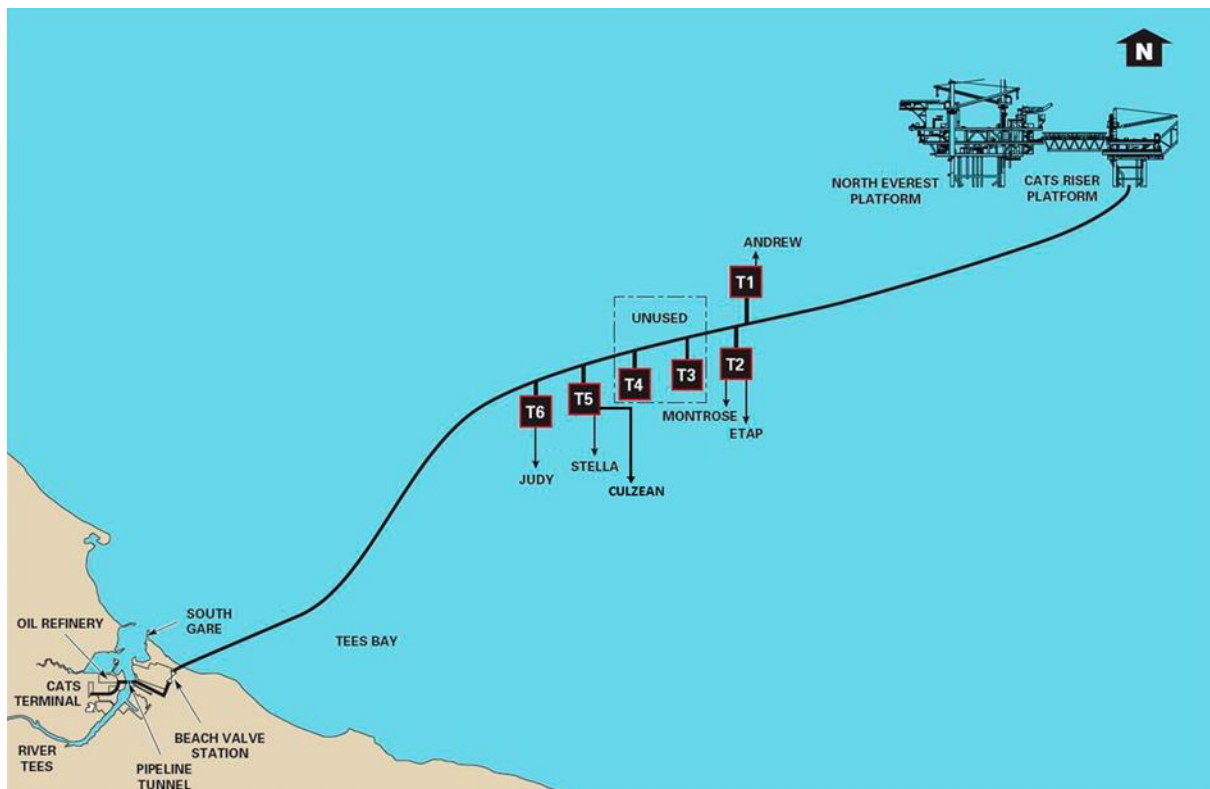 N
NORTH EVEREST
PLATFORM
CATS RISER
PLATFORM
ANDREW
T1
UNUSED
T2
T3
T4
T5
T6
MONTROSE
ETAP
STELLA
JUDY
CULZEAN
SOUTH
GARE
OIL REFINERY
TEES BAY
CATS
TERMINAL
BEACH VALVE
STATION
RIVER
TEES
PIPELINE
TUNNEL